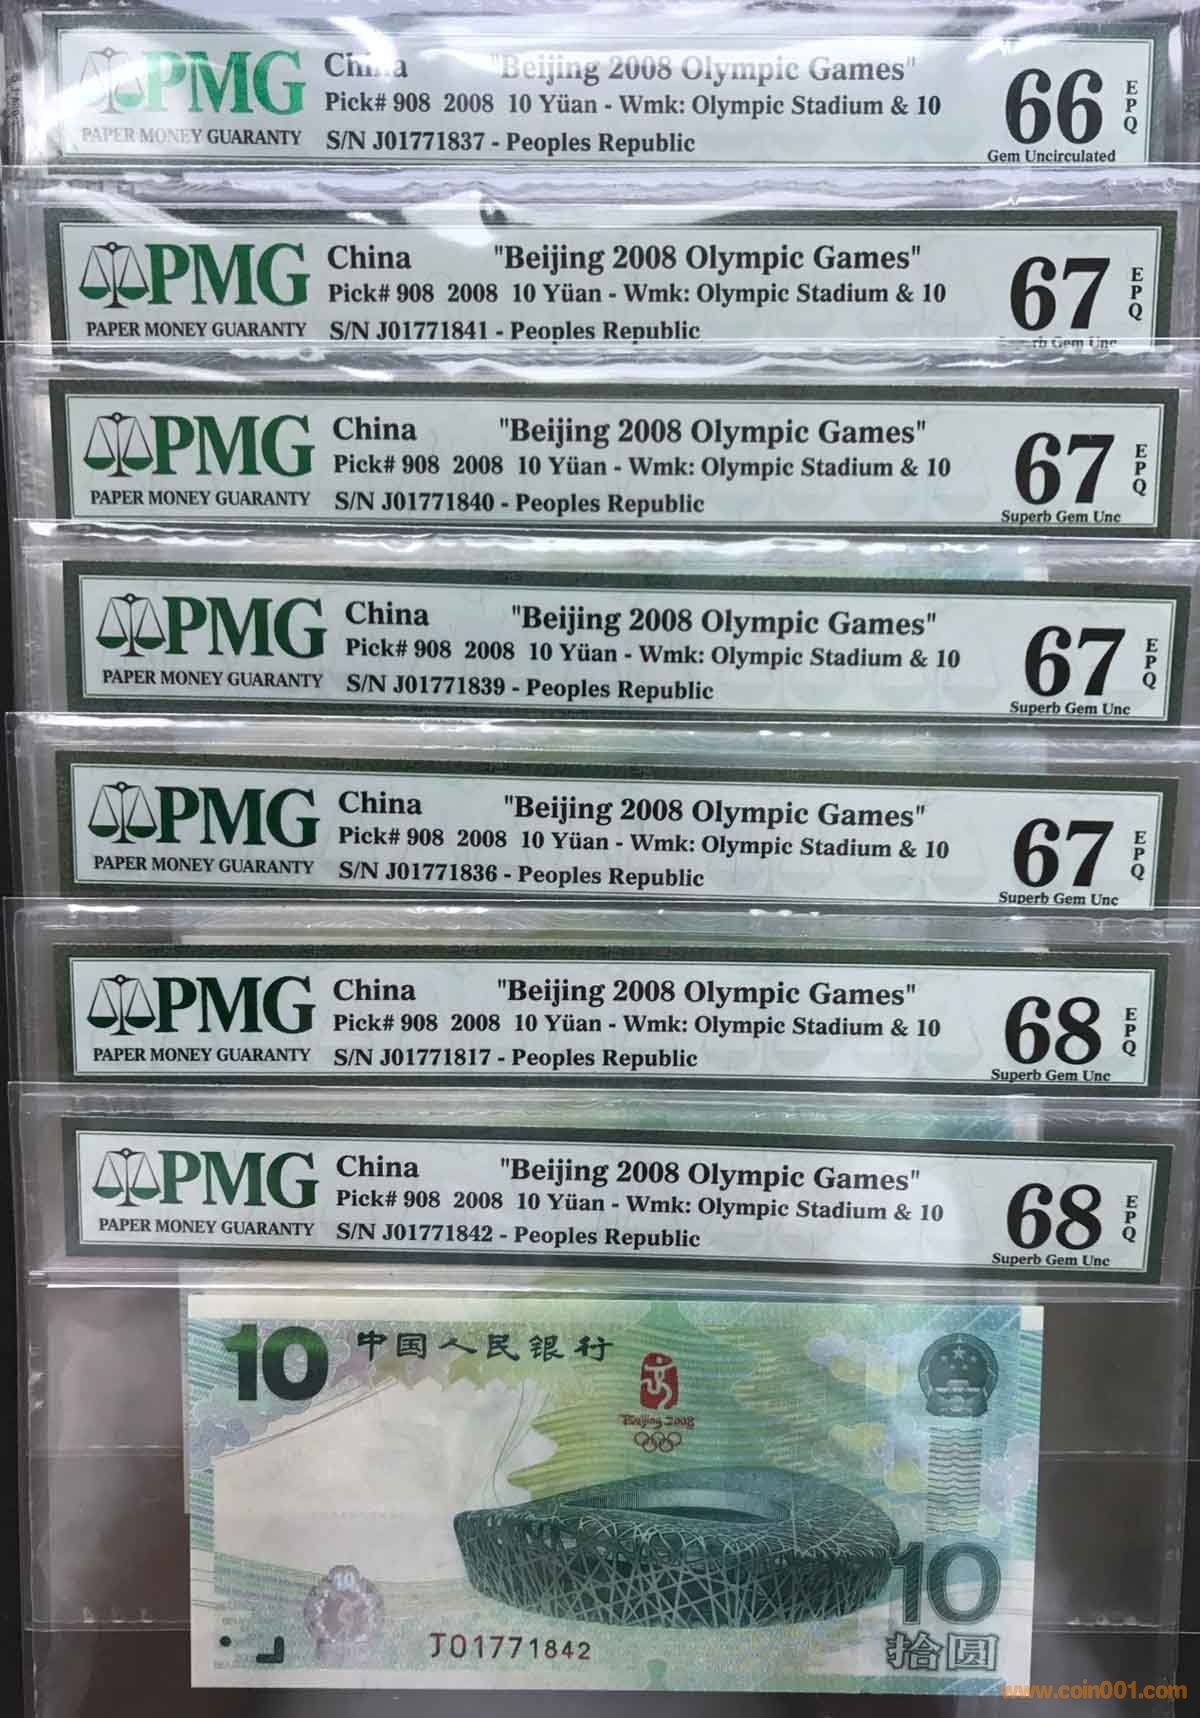 PMG
PAPER MONEY GUARANTY
China "Beijing 2008 Olympic Games"
Pick# 908 2008 10 Yüan - Wmk: Olympic Stadium & 10
S/N J01771837 - Peoples Republic
66 EPQ
Gem Uncirculated
PMG
PAPER MONEY GUARANTY
China "Beijing 2008 Olympic Games"
Pick# 908 2008 10 Yüan - Wmk: Olympic Stadium & 10
S/N J01771841 - Peoples Republic
67 EPQ
Superb Gem Unc
PMG
PAPER MONEY GUARANTY
China "Beijing 2008 Olympic Games"
Pick# 908 2008 10 Yüan - Wmk: Olympic Stadium & 10
S/N J01771840 - Peoples Republic
67 EPQ
Superb Gem Unc
PMG
PAPER MONEY GUARANTY
China "Beijing 2008 Olympic Games"
Pick# 908 2008 10 Yüan - Wmk: Olympic Stadium & 10
S/N J01771839 - Peoples Republic
67 EPQ
Superb Gem Unc
PMG
PAPER MONEY GUARANTY
China "Beijing 2008 Olympic Games"
Pick# 908 2008 10 Yüan - Wmk: Olympic Stadium & 10
S/N J01771836 - Peoples Republic
67 EPQ
Superb Gem Unc
PMG
PAPER MONEY GUARANTY
China "Beijing 2008 Olympic Games"
Pick# 908 2008 10 Yüan - Wmk: Olympic Stadium & 10
S/N J01771817 - Peoples Republic
68 EPQ
Superb Gem Unc
PMG
PAPER MONEY GUARANTY
China "Beijing 2008 Olympic Games"
Pick# 908 2008 10 Yüan - Wmk: Olympic Stadium & 10
S/N J01771842 - Peoples Republic
68 EPQ
Superb Gem Unc
10 中国人民银行
Beijing 2008
10
10
J01771842
拾圆
www.coin001.com